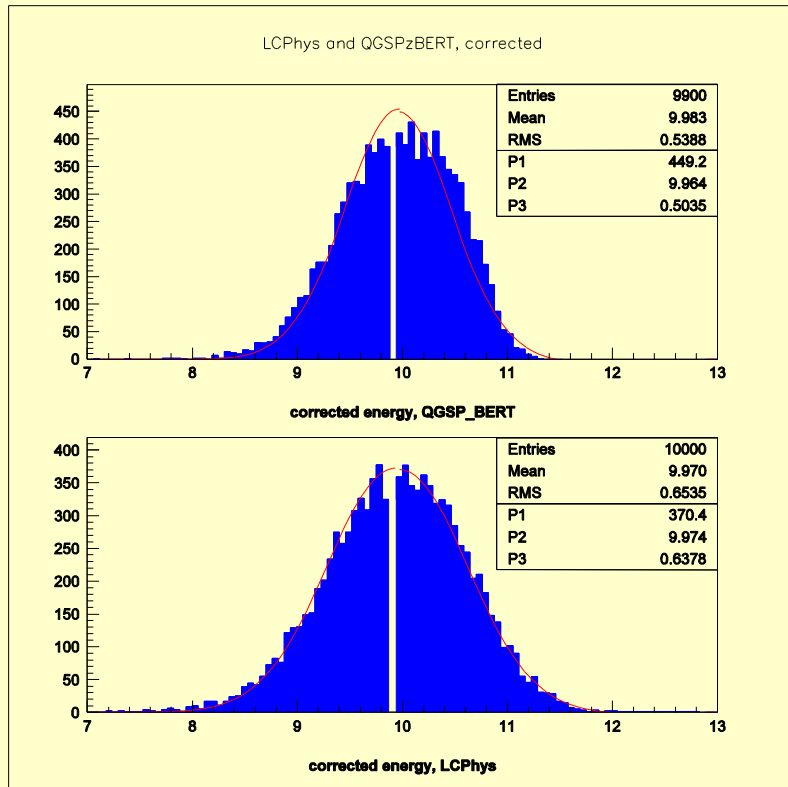 LCPhys and QGSPzBERT, corrected
Entries 9900
Mean 9.983
RMS 0.5388
P1 449.2
P2 9.964
P3 0.5035
450
400
350
300
250
200
150
100
50
0
7 8 9 10 11 12 13
corrected energy, QGSP_BERT
Entries 10000
Mean 9.970
RMS 0.6535
P1 370.4
P2 9.974
P3 0.6378
400
350
300
250
200
150
100
50
0
7 8 9 10 11 12 13
corrected energy, LCPhys